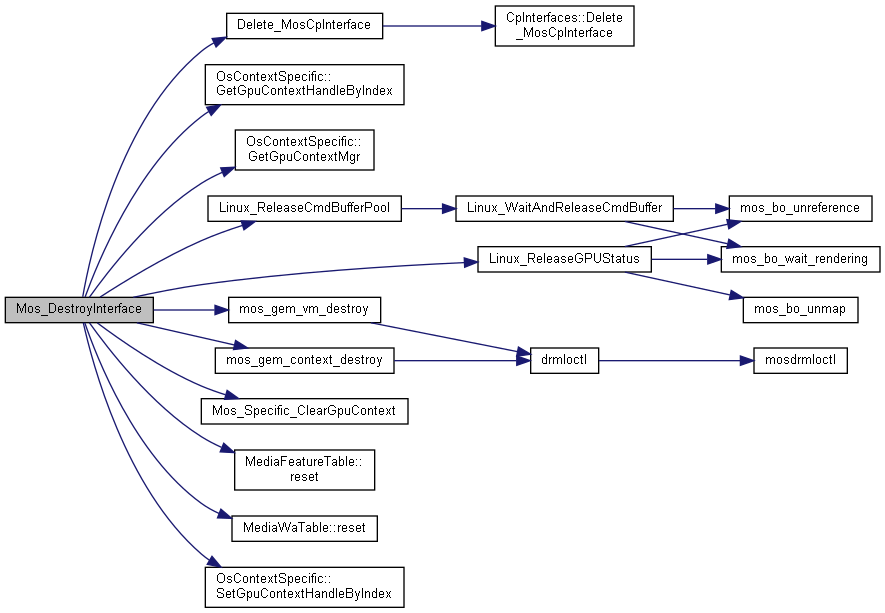 Delete_MosCpInterface
CpInterfaces::Delete
_MosCpInterface
OsContextSpecific::
GetGpuContextHandleByIndex
OsContextSpecific::
GetGpuContextMgr
Linux_ReleaseCmdBufferPool
Linux_WaitAndReleaseCmdBuffer
mos_bo_unreference
Linux_ReleaseGPUStatus
mos_bo_wait_rendering
Mos_DestroyInterface
mos_gem_vm_destroy
mos_bo_unmap
mos_gem_context_destroy
drmIoctl
mosdrmIoctl
Mos_Specific_ClearGpuContext
MediaFeatureTable::
reset
MediaWaTable::reset
OsContextSpecific::
SetGpuContextHandleByIndex